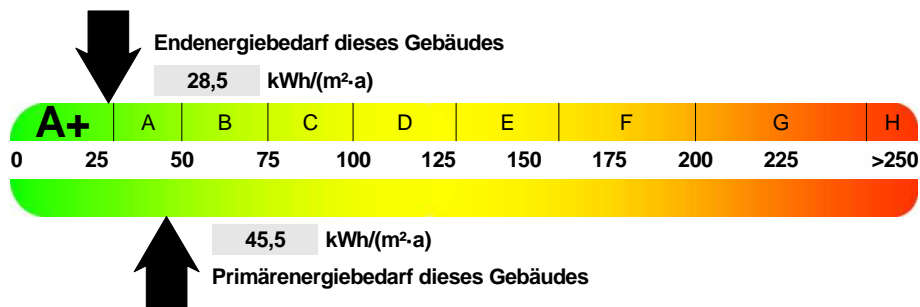 Endenergiebedarf dieses Gebäudes
28,5 kWh/(m²·a)
A+ A B C D E F G H
0 25 50 75 100 125 150 175 200 225 >250
45,5 kWh/(m²·a)
Primärenergiebedarf dieses Gebäudes